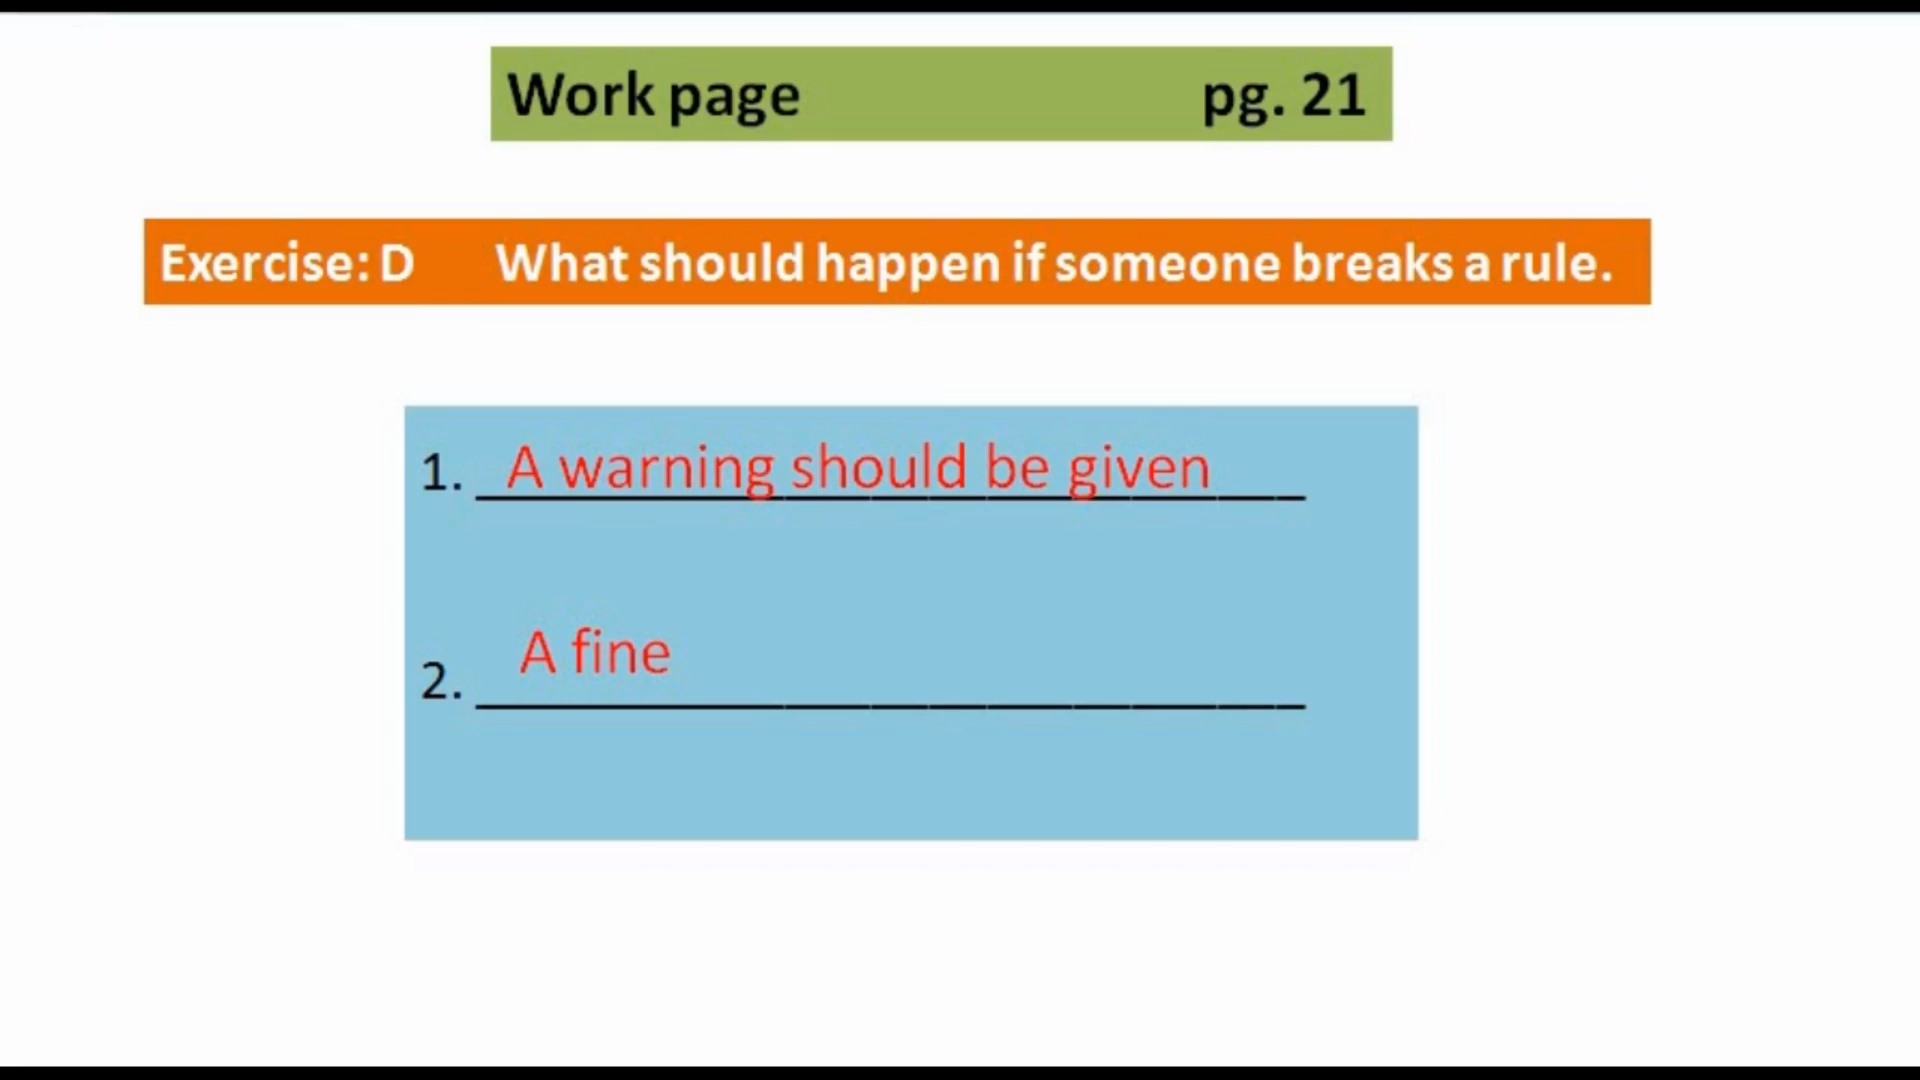 Work page pg. 21
Exercise: D What should happen if someone breaks a rule.
1. A warning should be given
2. A fine